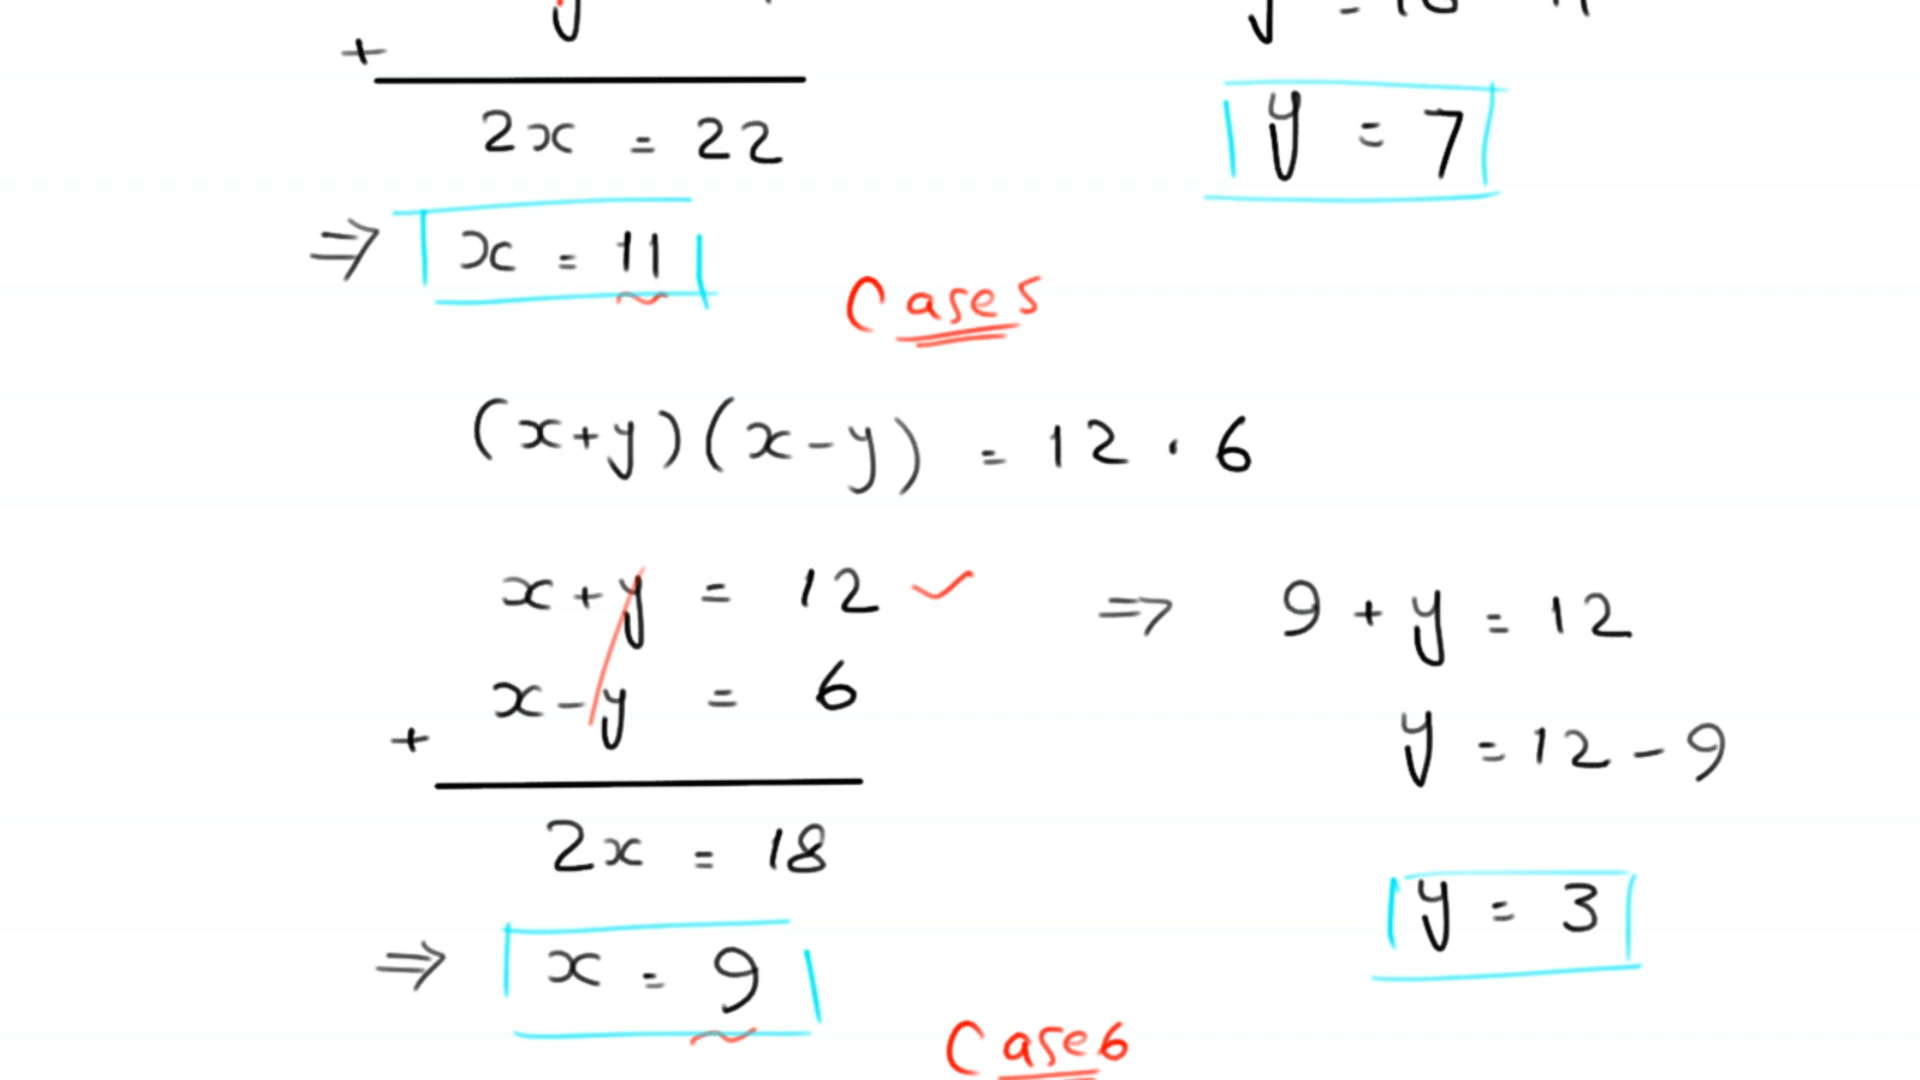 +
2x = 22
⇒ x = 11
y = 7
Case 5
(x+y)(x-y) = 12 · 6
x+y = 12 ✓
x-y = 6
+
2x = 18
⇒ x = 9
⇒ 9 + y = 12
y = 12 - 9
y = 3
Case 6